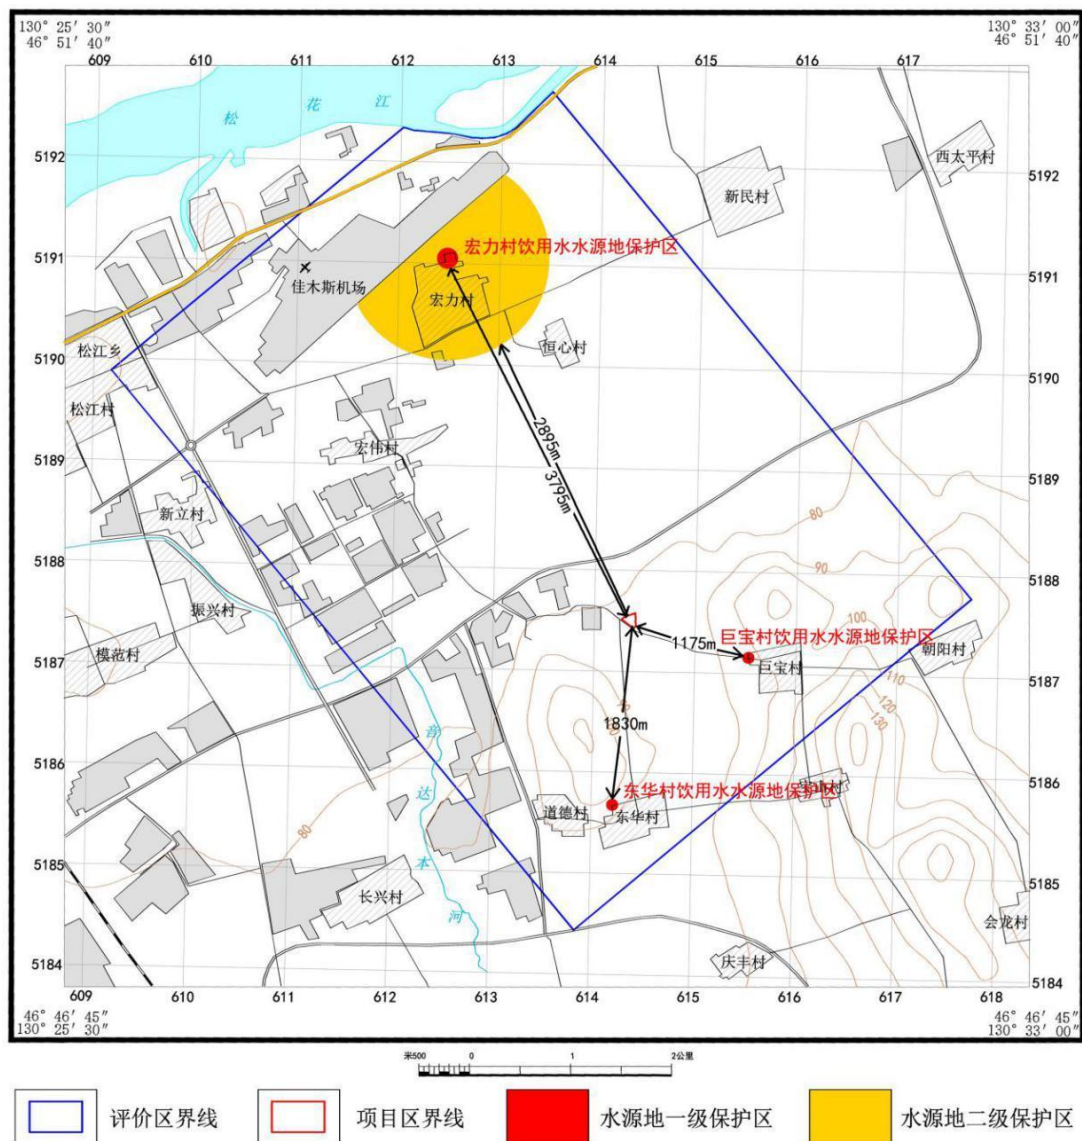 130° 25′ 30″
46° 51′ 40″
130° 33′ 00″
46° 51′ 40″
609
610
611
612
613
614
615
616
617
松 花 江
5192
5192
西太平村
新民村
5191
5191
宏力村饮用水水源地保护区
佳木斯机场
宏力村
松江乡
5190
5190
恒心村
松江村
2895m
3795m
宏伟村
5189
5189
新立村
80
90
5188
5188
100
振兴村
巨宝村饮用水水源地保护区
1175m
模范村
朝阳村
5187
巨宝村
5187
110
120
130
1830m
音达木河
5186
5186
东华村饮用水水源地保护区
道德村
东华村
80
5185
5185
长兴村
会龙村
5184
庆丰村
5184
609
610
611
612
613
614
615
616
617
618
46° 46′ 45″
130° 25′ 30″
46° 46′ 45″
130° 33′ 00″
米500 0 1 2公里
评价区界线
项目区界线
水源地一级保护区
水源地二级保护区